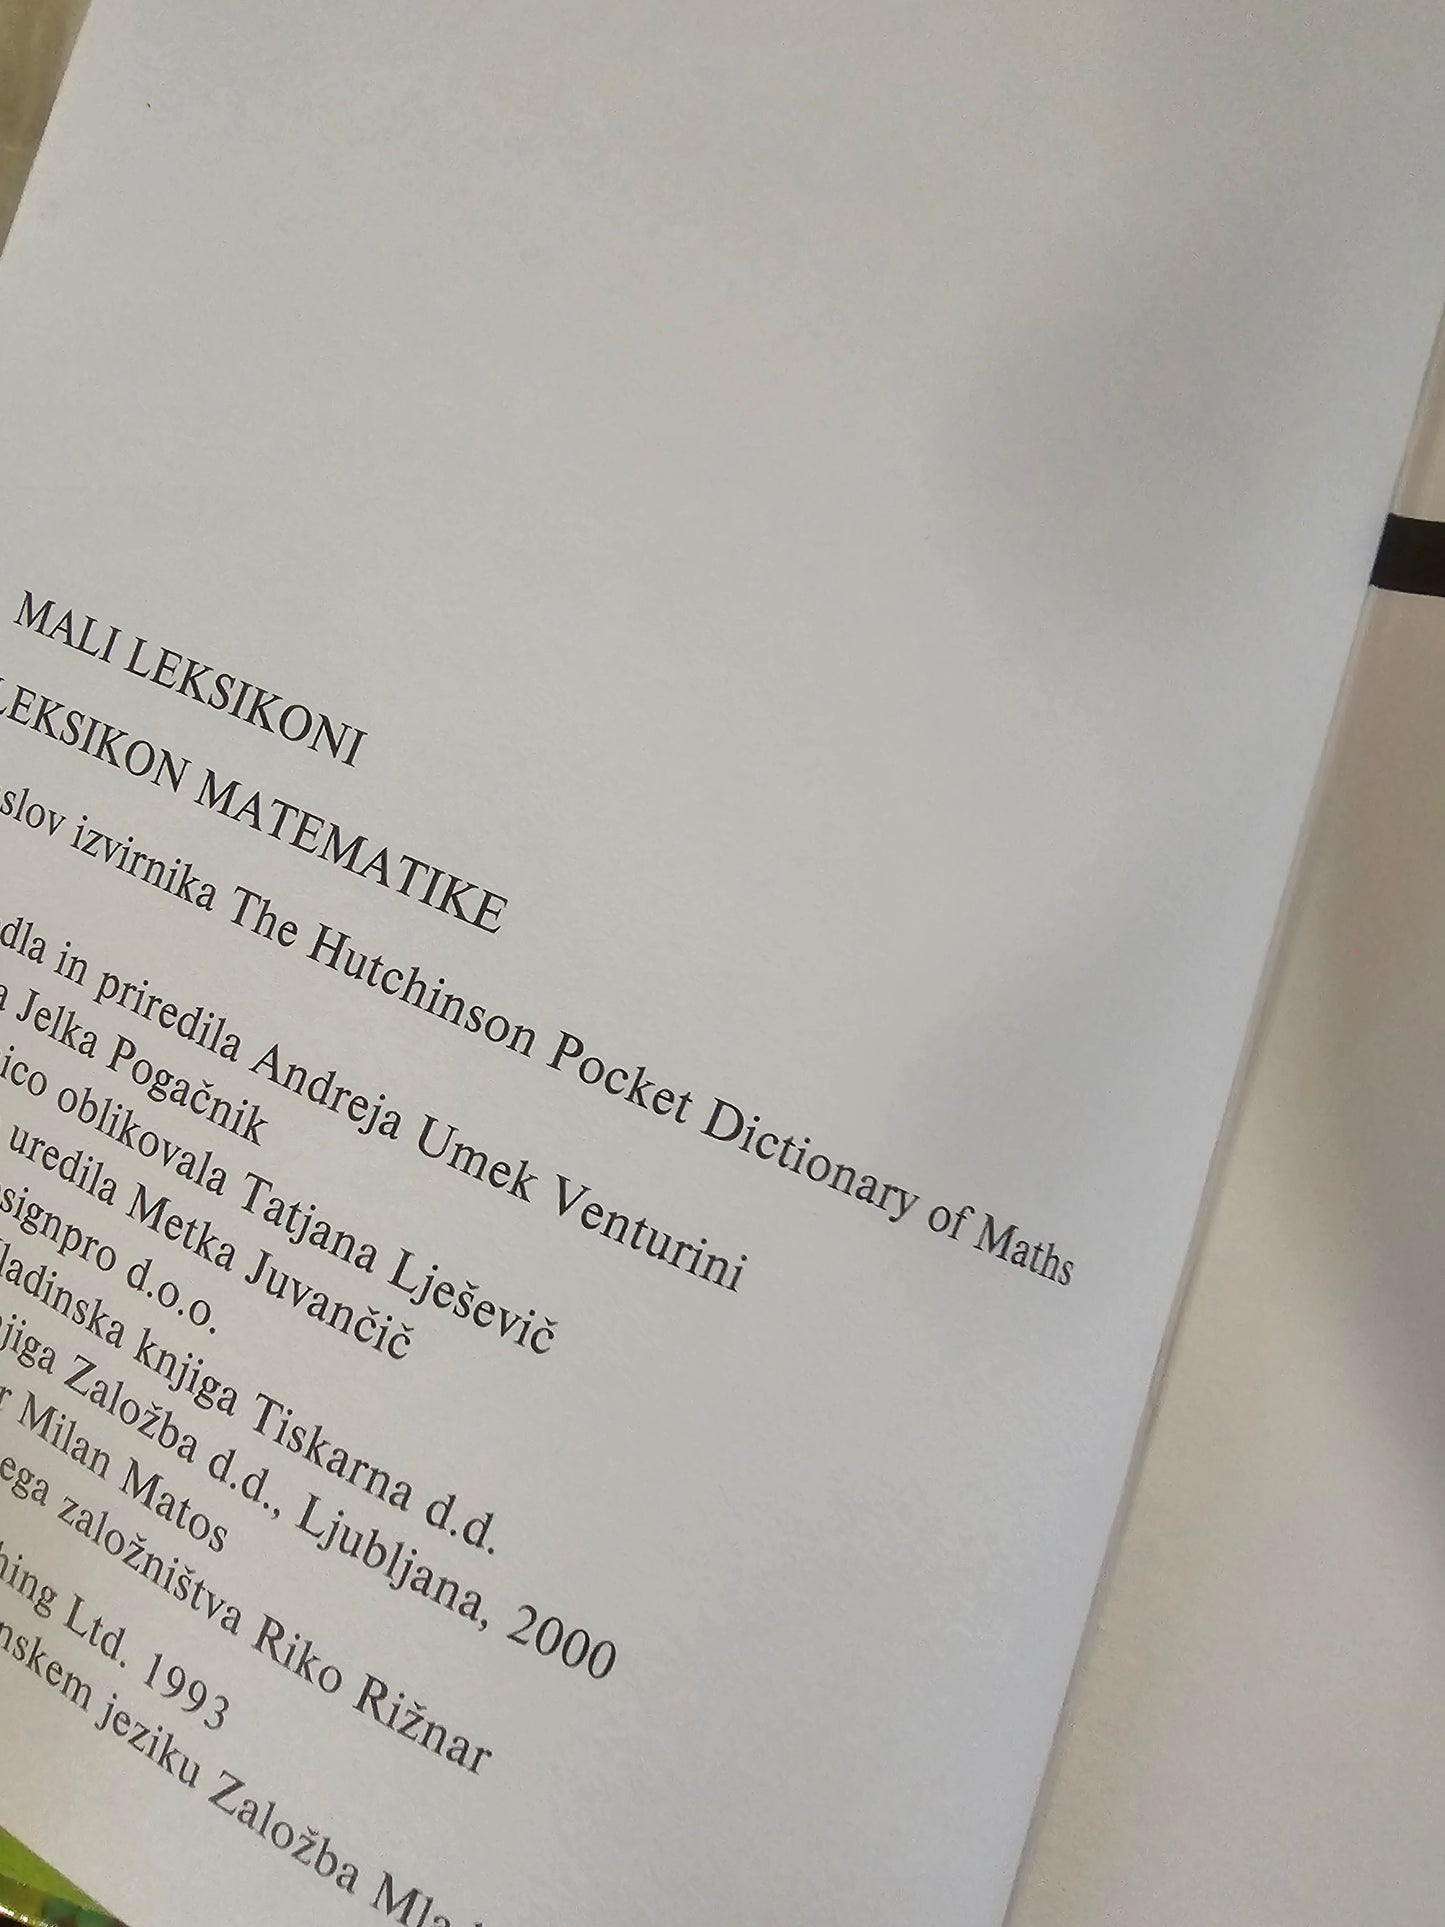 MALI LEKSIKONI
LEKSIKON MATEMATIKE
slov izvirnika The Hutchinson Pocket Dictionary of Maths
dla in priredila Andreja Umek Venturini
a Jelka Pogačnik
ico oblikovala Tatjana Lješevič
uredila Metka Juvančič
signpro d.o.o.
ladinska knjiga Tiskarna d.d.
jiga Založba d.d., Ljubljana, 2000
r Milan Matos
ega založništva Riko Rižnar
hing Ltd. 1993
nskem jeziku Založba Mla